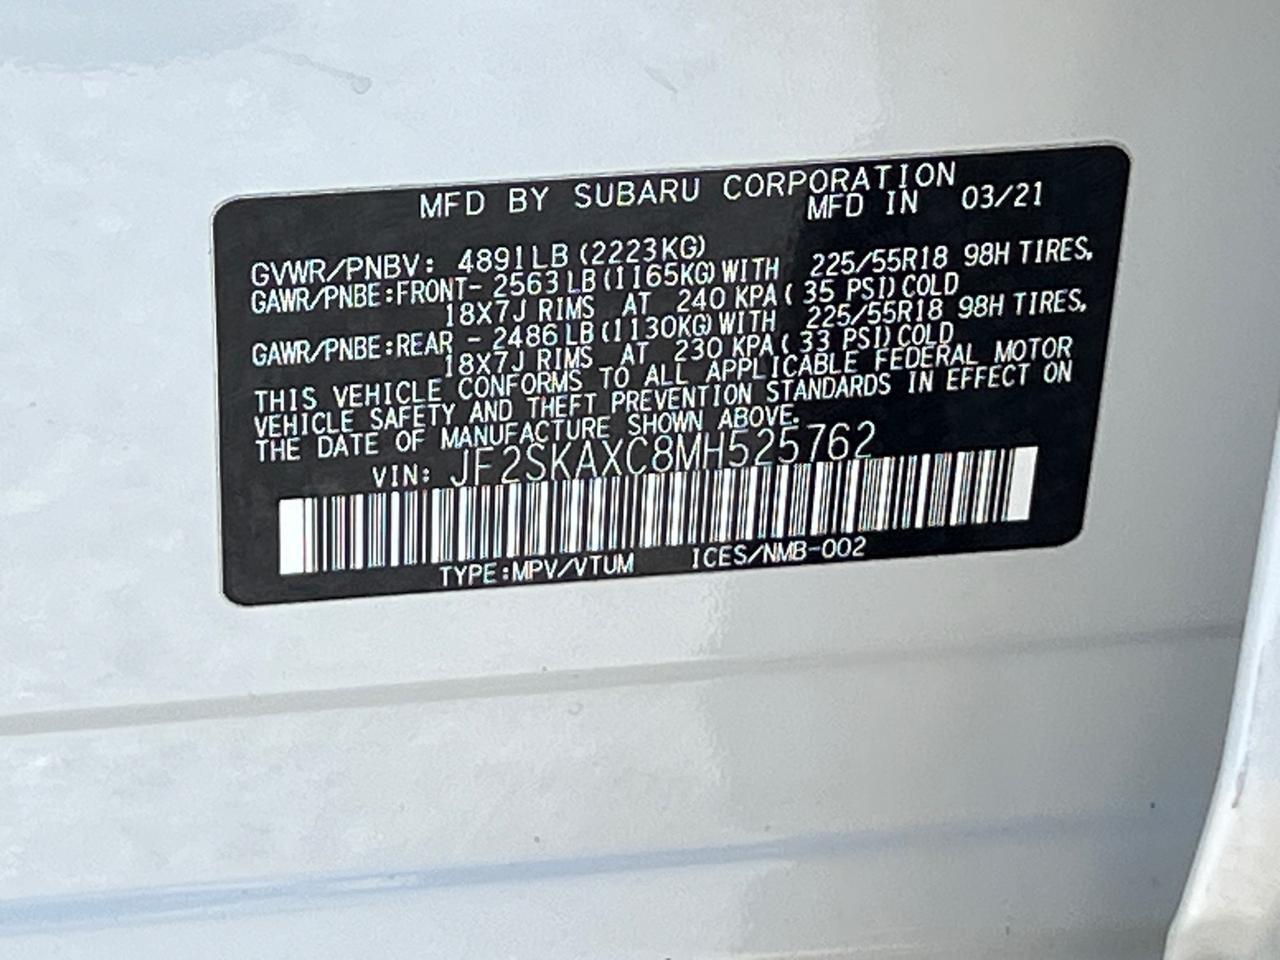 MFD BY SUBARU CORPORATION
MFD IN 03/21
GVWR/PNBV: 4891LB (2223KG)
GAWR/PNBE:FRONT- 2563LB (1165KG) WITH 225/55R18 98H TIRES,
18X7J RIMS AT 240 KPA ( 35 PSI) COLD
GAWR/PNBE:REAR - 2486LB (1130KG) WITH 225/55R18 98H TIRES,
18X7J RIMS AT 230 KPA ( 33 PSI) COLD
THIS VEHICLE CONFORMS TO ALL APPLICABLE FEDERAL MOTOR
VEHICLE SAFETY AND THEFT PREVENTION STANDARDS IN EFFECT ON
THE DATE OF MANUFACTURE SHOWN ABOVE.
VIN: JF2SKAXC8MH525762
TYPE:MPV/VTUM ICES/NMB-002